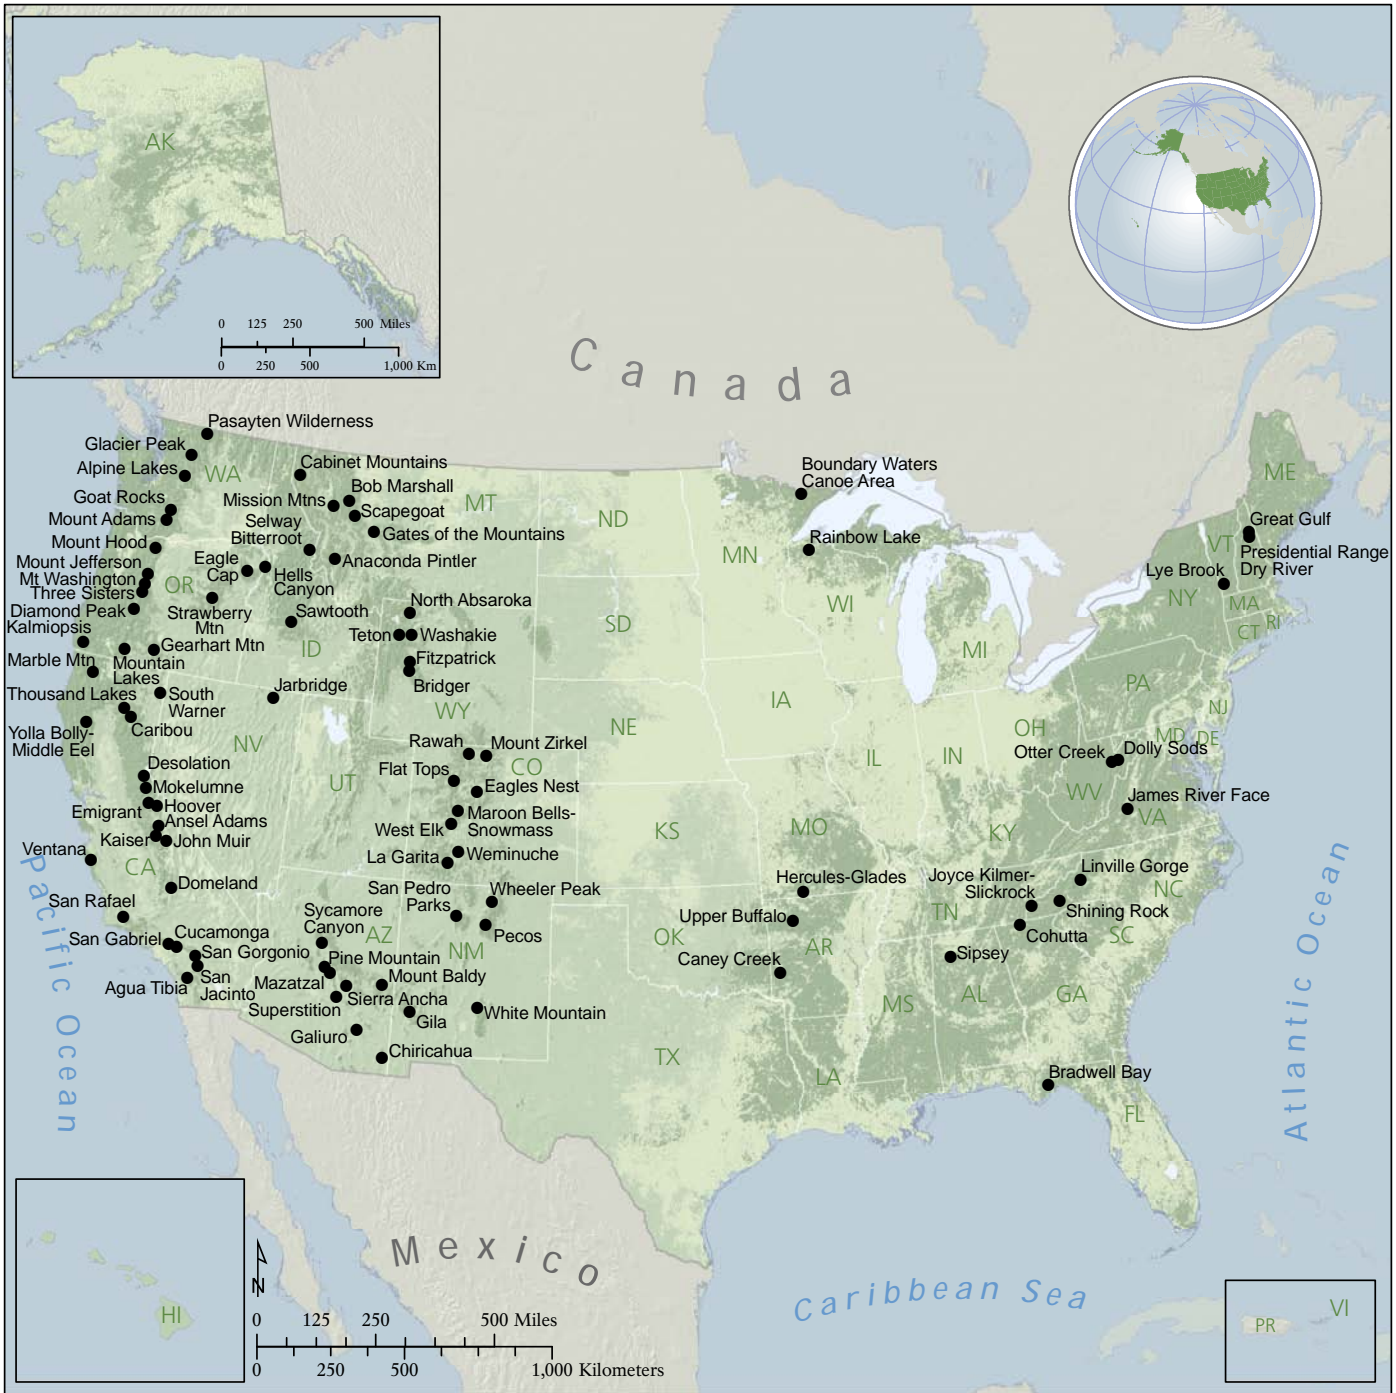 AK
0 125 250 500 Miles
0 250 500 1,000 Km
Canada
Pasayten Wilderness
Glacier Peak
Alpine Lakes
WA
Goat Rocks
Mount Adams
Mount Hood
Mount Jefferson
Mt Washington
Three Sisters
Diamond Peak
Kalmiopsis
OR
Eagle
Cap
Hells
Canyon
Strawberry
Mtn
Cabinet Mountains
Mission Mtns
Bob Marshall
Scapegoat
Selway
Bitterroot
Gates of the Mountains
Anaconda Pintler
MT
Sawtooth
ID
North Absaroka
Teton
Washakie
Fitzpatrick
Bridger
WY
Gearhart Mtn
Mountain
Lakes
Marble Mtn
Thousand Lakes
South
Warner
Caribou
Yolla Bolly-
Middle Eel
Jarbridge
NV
UT
Desolation
Mokelumne
Emigrant
Hoover
Ansel Adams
Kaiser
John Muir
Ventana
CA
Domeland
San Rafael
San Gabriel
Cucamonga
San Gorgonio
San
Jacinto
Agua Tibia
Rawah
Mount Zirkel
Flat Tops
CO
Eagles Nest
Maroon Bells-
Snowmass
West Elk
Weminuche
La Garita
San Pedro
Parks
Wheeler Peak
Pecos
NM
Sycamore
Canyon
AZ
Pine Mountain
Mazatzal
Mount Baldy
Sierra Ancha
Superstition
Gila
White Mountain
Galiuro
Chiricahua
ND
SD
NE
KS
OK
TX
MN
Boundary Waters
Canoe Area
Rainbow Lake
WI
MI
IA
IL
IN
OH
MO
KY
Hercules-Glades
Upper Buffalo
Caney Creek
AR
LA
MS
AL
GA
TN
Joyce Kilmer-
Slickrock
Linville Gorge
Shining Rock
Cohutta
Sipsey
NC
SC
Bradwell Bay
FL
Otter Creek
Dolly Sods
James River Face
WV
VA
MD
DE
NJ
PA
NY
Lye Brook
VT
ME
Great Gulf
Presidential Range
Dry River
MA
CT
RI
Pacific Ocean
Atlantic Ocean
Mexico
Caribbean Sea
HI
N
0 125 250 500 Miles
0 250 500 1,000 Kilometers
PR
VI